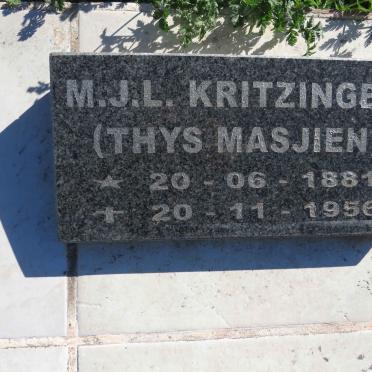 M.J.L. KRITZINGE
(THYS MASJIEN
20 - 06 - 1881
20 - 11 - 1956